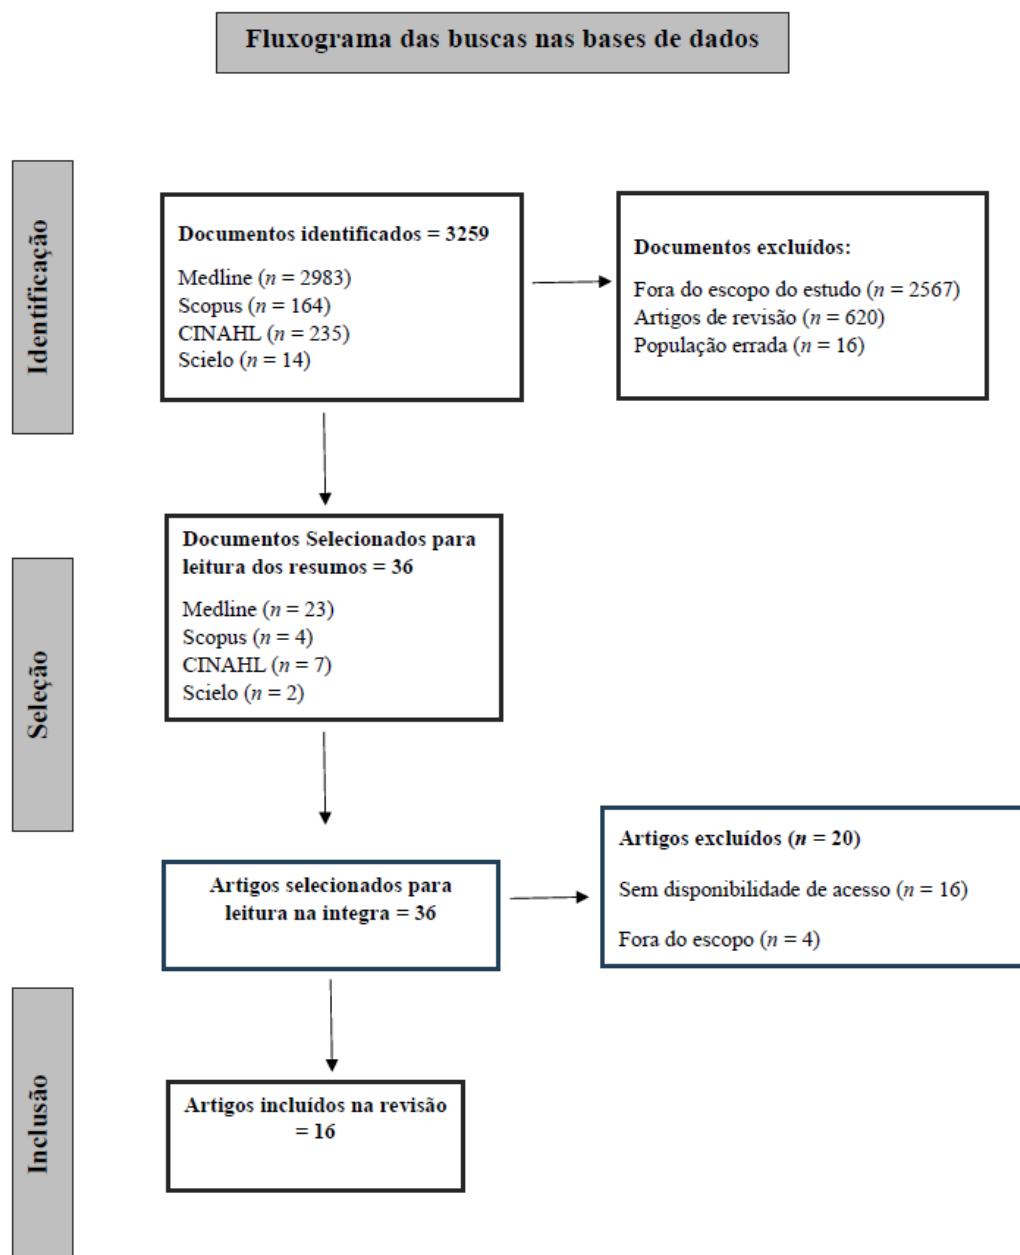 Fluxograma das buscas nas bases de dados
Identificação
Documentos identificados = 3259
Medline (n = 2983)
Scopus (n = 164)
CINAHL (n = 235)
Scielo (n = 14)
Documentos excluídos:
Fora do escopo do estudo (n = 2567)
Artigos de revisão (n = 620)
População errada (n = 16)
Seleção
Documentos Selecionados para
leitura dos resumos = 36
Medline (n = 23)
Scopus (n = 4)
CINAHL (n = 7)
Scielo (n = 2)
Artigos selecionados para
leitura na integra = 36
Artigos excluídos (n = 20)
Sem disponibilidade de acesso (n = 16)
Fora do escopo (n = 4)
Inclusão
Artigos incluídos na revisão
= 16